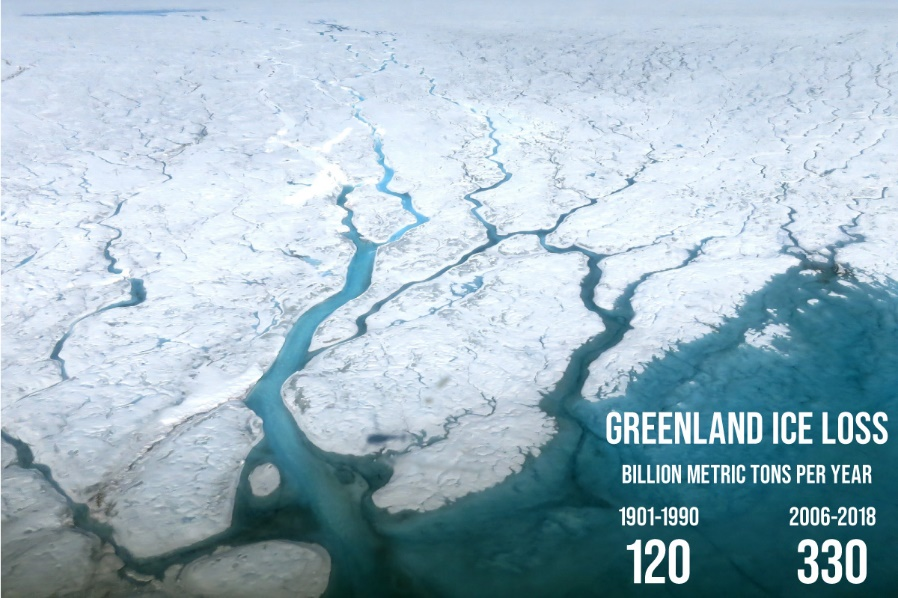 GREENLAND ICE LOSS
BILLION METRIC TONS PER YEAR
1901-1990 2006-2018
120 330